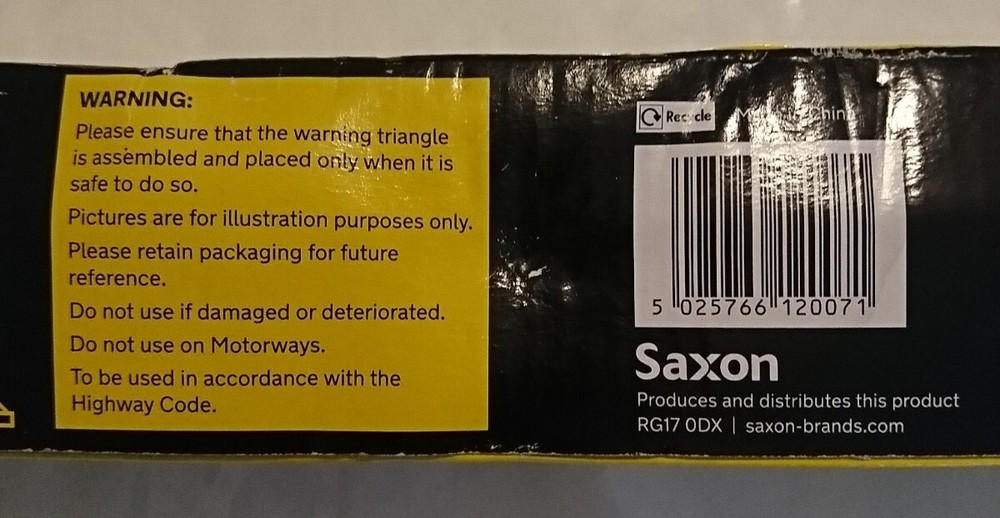 WARNING:
Please ensure that the warning triangle
is assembled and placed only when it is
safe to do so.
Pictures are for illustration purposes only.
Please retain packaging for future
reference.
Do not use if damaged or deteriorated.
Do not use on Motorways.
To be used in accordance with the
Highway Code.
Recycle
Made in China
5 025766 120071
Saxon
Produces and distributes this product
RG17 0DX | saxon-brands.com